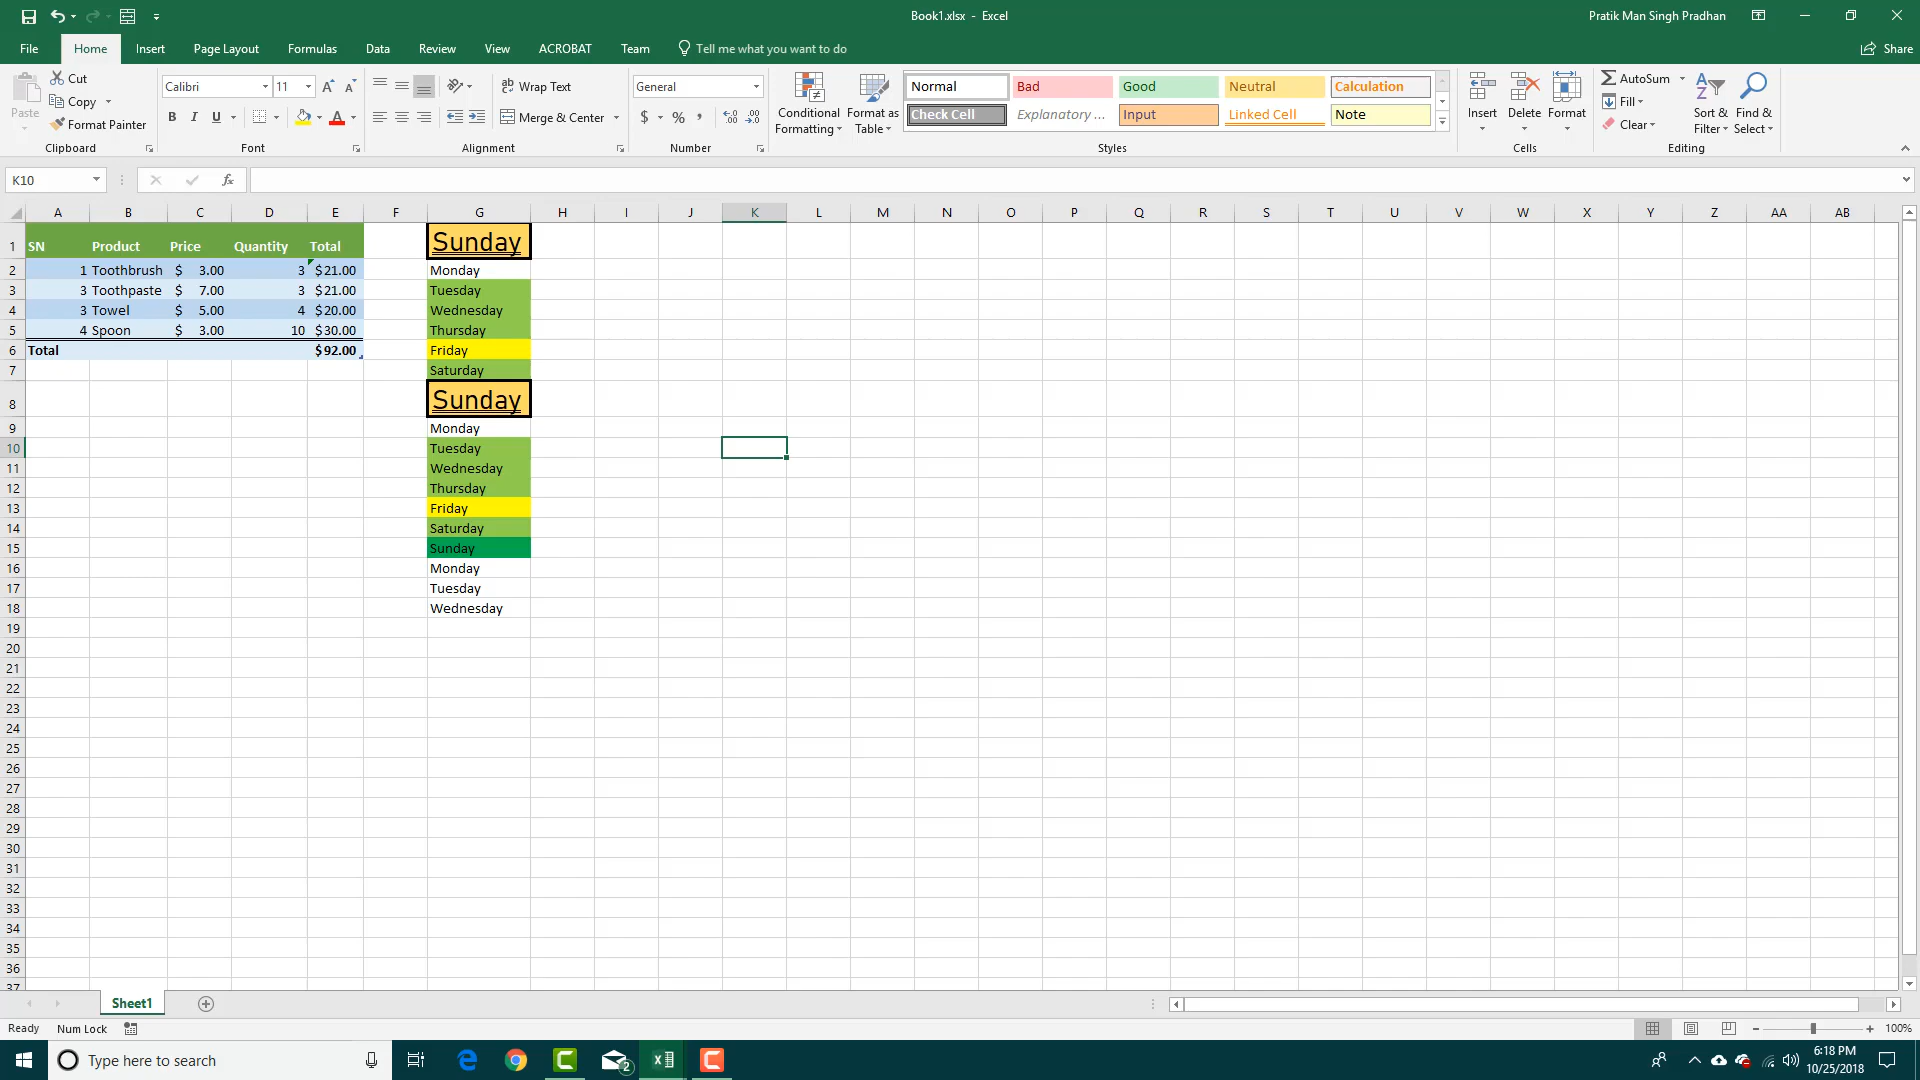 Book1.xlsx - Excel
Pratik Man Singh Pradhan
File Home Insert Page Layout Formulas Data Review View ACROBAT Team Tell me what you want to do Share
Paste
Cut
Copy
Format Painter
Clipboard
Calibri 11
B I U
Font
Wrap Text
Merge & Center
Alignment
General
$ % ,
Number
Conditional Formatting
Format as Table
Normal Bad Good Neutral Calculation
Check Cell Explanatory ... Input Linked Cell Note
Styles
Insert Delete Format
Cells
AutoSum
Fill
Clear
Sort & Filter
Find & Select
Editing
K10 fx
A B C D E F G H I J K L M N O P Q R S T U V W X Y Z AA AB
1 SN Product Price Quantity Total Sunday
2 1 Toothbrush $ 3.00 3 $21.00 Monday
3 3 Toothpaste $ 7.00 3 $21.00 Tuesday
4 3 Towel $ 5.00 4 $20.00 Wednesday
5 4 Spoon $ 3.00 10 $30.00 Thursday
6 Total $92.00 Friday
7 Saturday
8 Sunday
9 Monday
10 Tuesday
11 Wednesday
12 Thursday
13 Friday
14 Saturday
15 Sunday
16 Monday
17 Tuesday
18 Wednesday
19
20
21
22
23
24
25
26
27
28
29
30
31
32
33
34
35
36
37
Sheet1
Ready Num Lock 100%
Type here to search
2
6:18 PM
10/25/2018